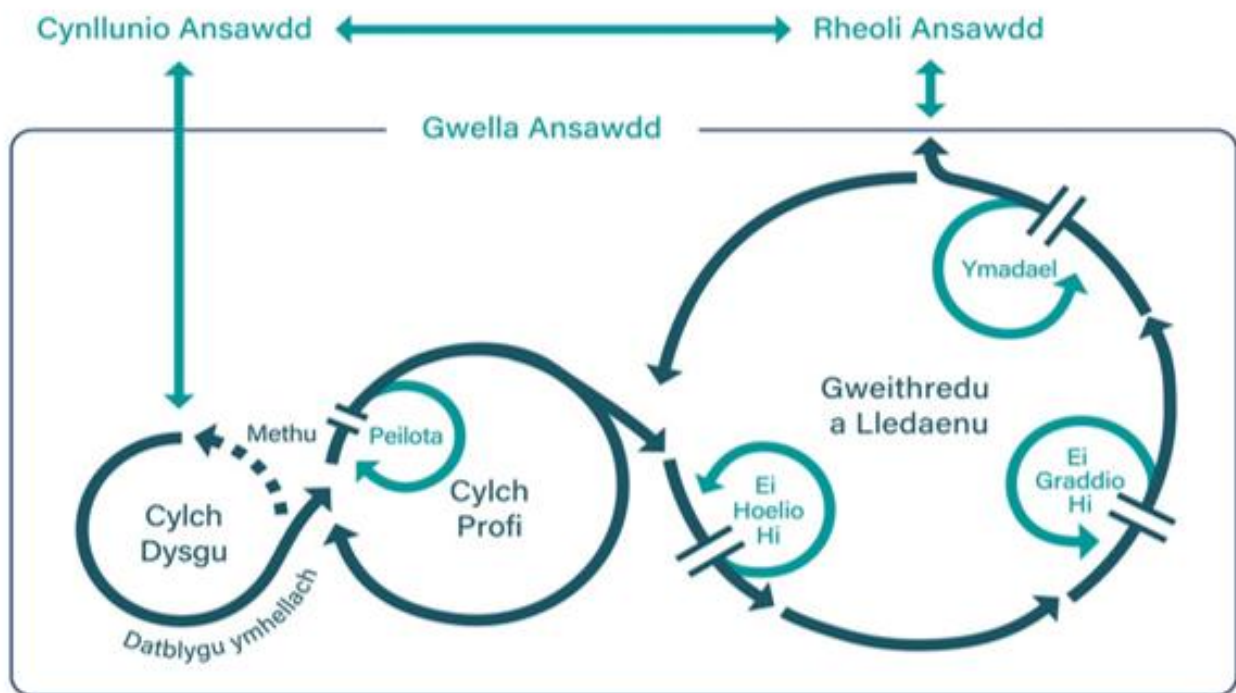 Cynllunio Ansawdd
Rheoli Ansawdd
Gwella Ansawdd
Ymadael
Gweithredu
a Lledaenu
Methu
Peilota
Cylch
Dysgu
Cylch
Profi
Ei
Hoelio
Hi
Ei
Graddio
Hi
Datblygu ymhellach